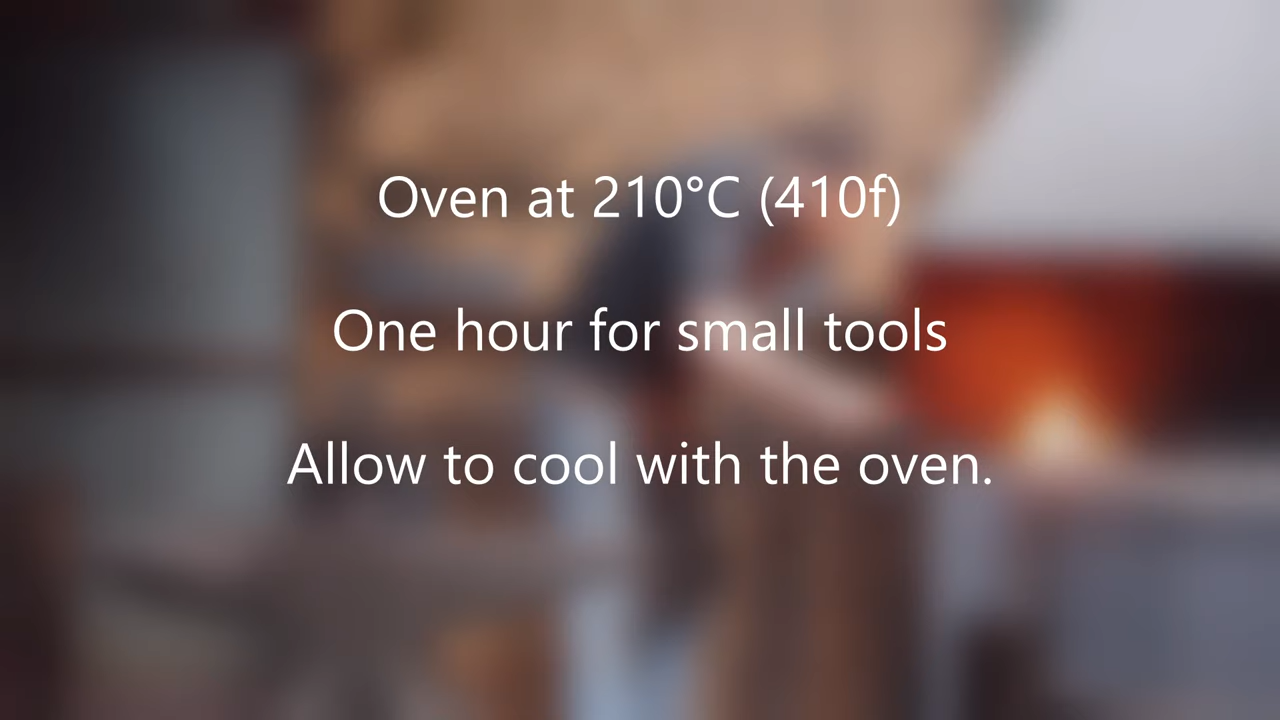 Oven at 210°C (410f)
One hour for small tools
Allow to cool with the oven.